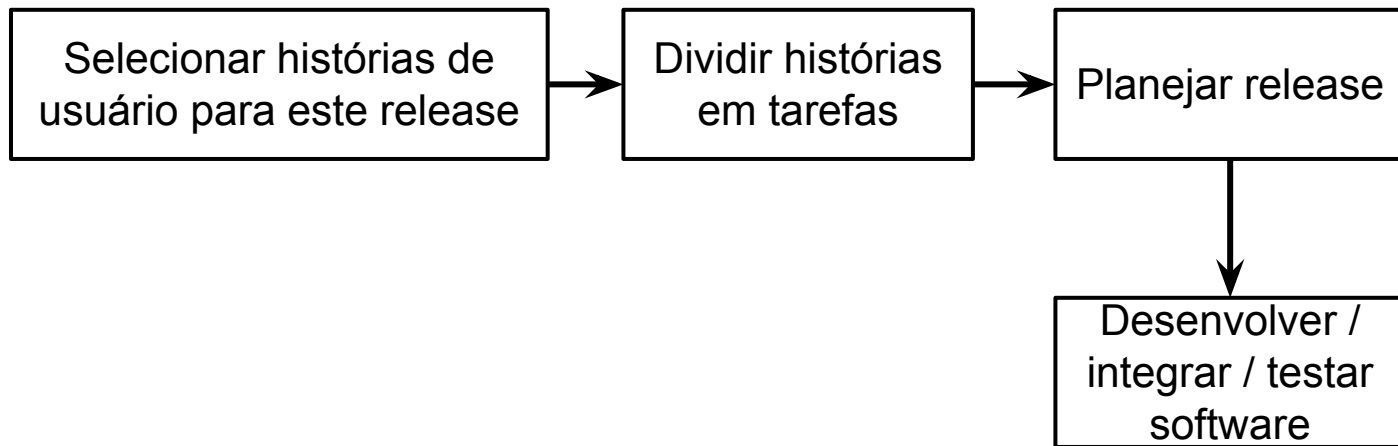 Selecionar histórias de
usuário para este release
Dividir histórias
em tarefas
Planejar release
Desenvolver /
integrar / testar
software